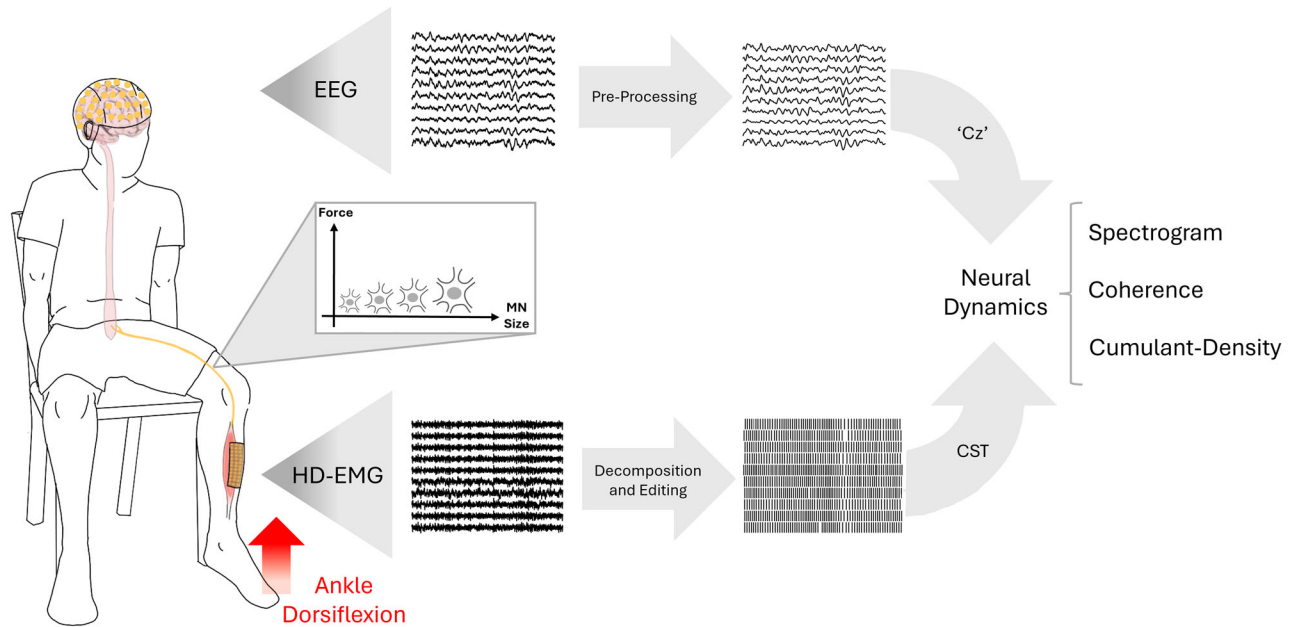 EEG
Pre-Processing
‘Cz’
Force
MN
Size
Neural
Dynamics
Spectrogram
Coherence
Cumulant-Density
HD-EMG
Decomposition
and Editing
CST
Ankle
Dorsiflexion